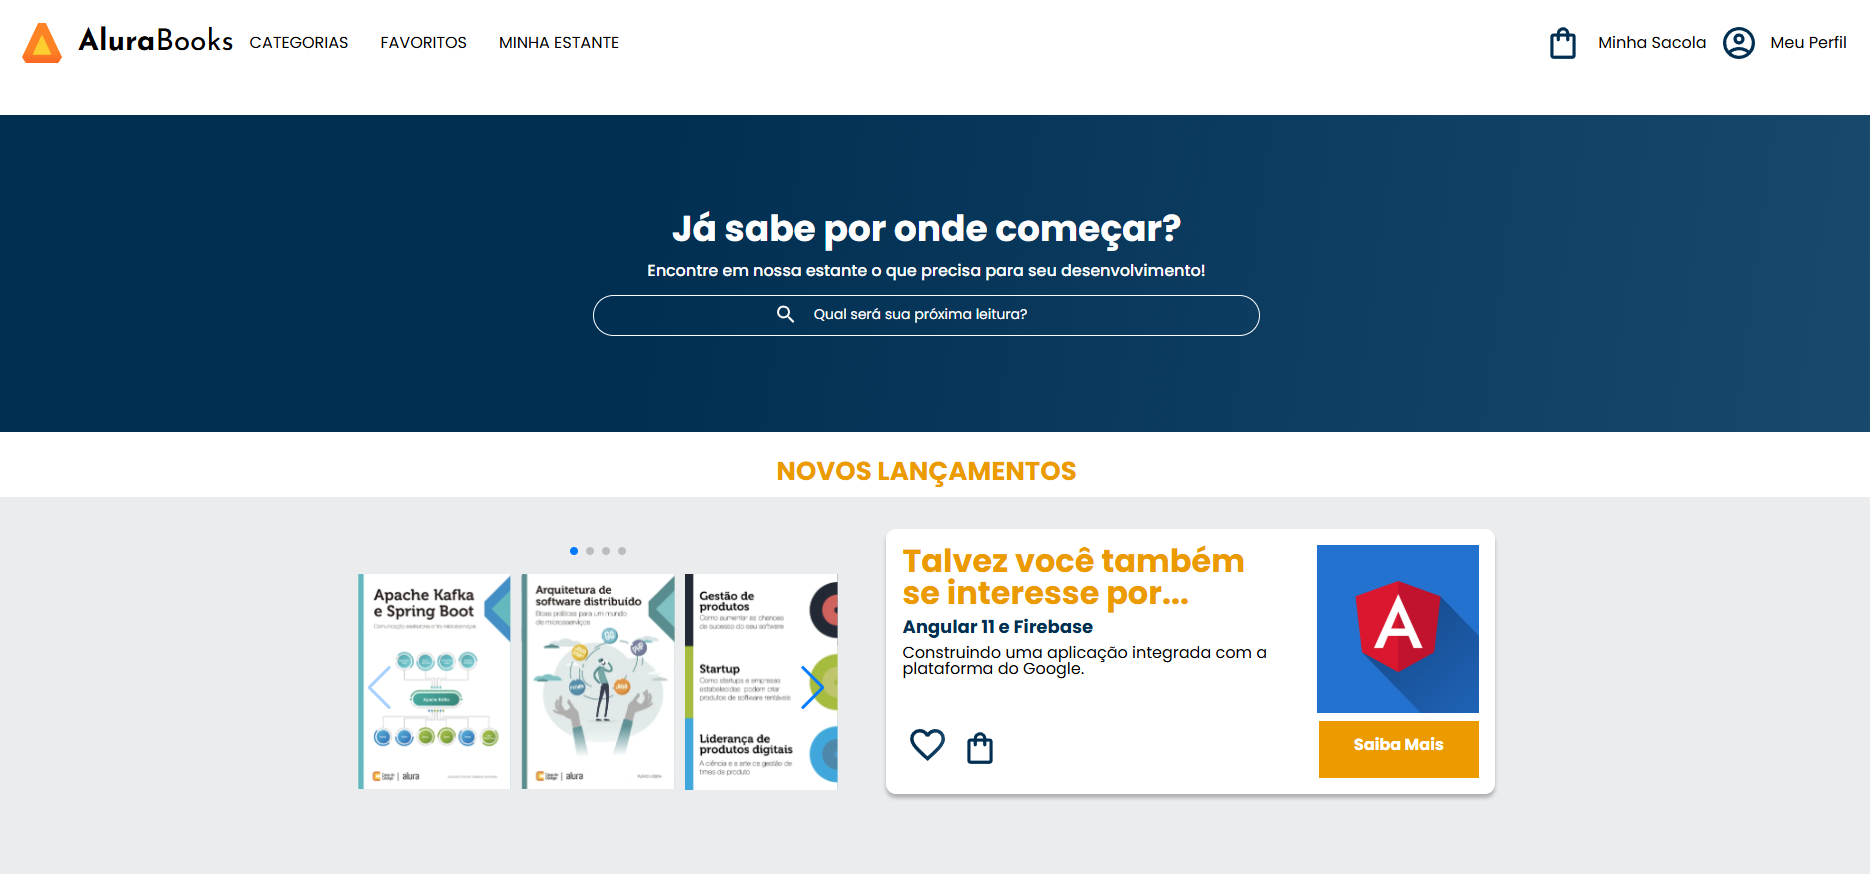 AluraBooks
CATEGORIAS
FAVORITOS
MINHA ESTANTE
Minha Sacola
Meu Perfil
Já sabe por onde começar?
Encontre em nossa estante o que precisa para seu desenvolvimento!
Qual será sua próxima leitura?
NOVOS LANÇAMENTOS
Apache Kafka
e Spring Boot
Comunicação assíncrona entre microsserviços
Apache Kafka
Casa do Código
alura
Arquitetura de
software distribuído
Boas práticas para um mundo
de microsserviços
GO
PHP
Java
Casa do Código
alura
Gestão de
produtos
Como aumentar as chances
de sucesso do seu software
Startup
Como startups e empresas
estabelecidas podem criar
produtos de software rentáveis
Liderança de
produtos digitais
A ciência e a arte da gestão de
times de produto
Talvez você também
se interesse por...
Angular 11 e Firebase
Construindo uma aplicação integrada com a
plataforma do Google.
A
Saiba Mais